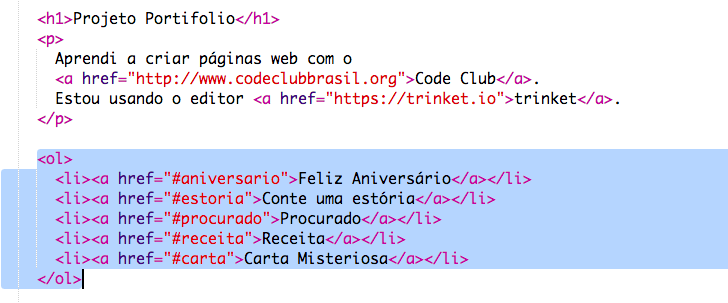 <h1>Projeto Portifolio</h1>
<p>
Aprendi a criar páginas web com o
<a href="http://www.codeclubbrasil.org">Code Club</a>.
Estou usando o editor <a href="https://trinket.io">trinket</a>.
</p>
<ol>
<li><a href="#aniversario">Feliz Aniversário</a></li>
<li><a href="#estoria">Conte uma estória</a></li>
<li><a href="#procurado">Procurado</a></li>
<li><a href="#receita">Receita</a></li>
<li><a href="#carta">Carta Misteriosa</a></li>
</ol>